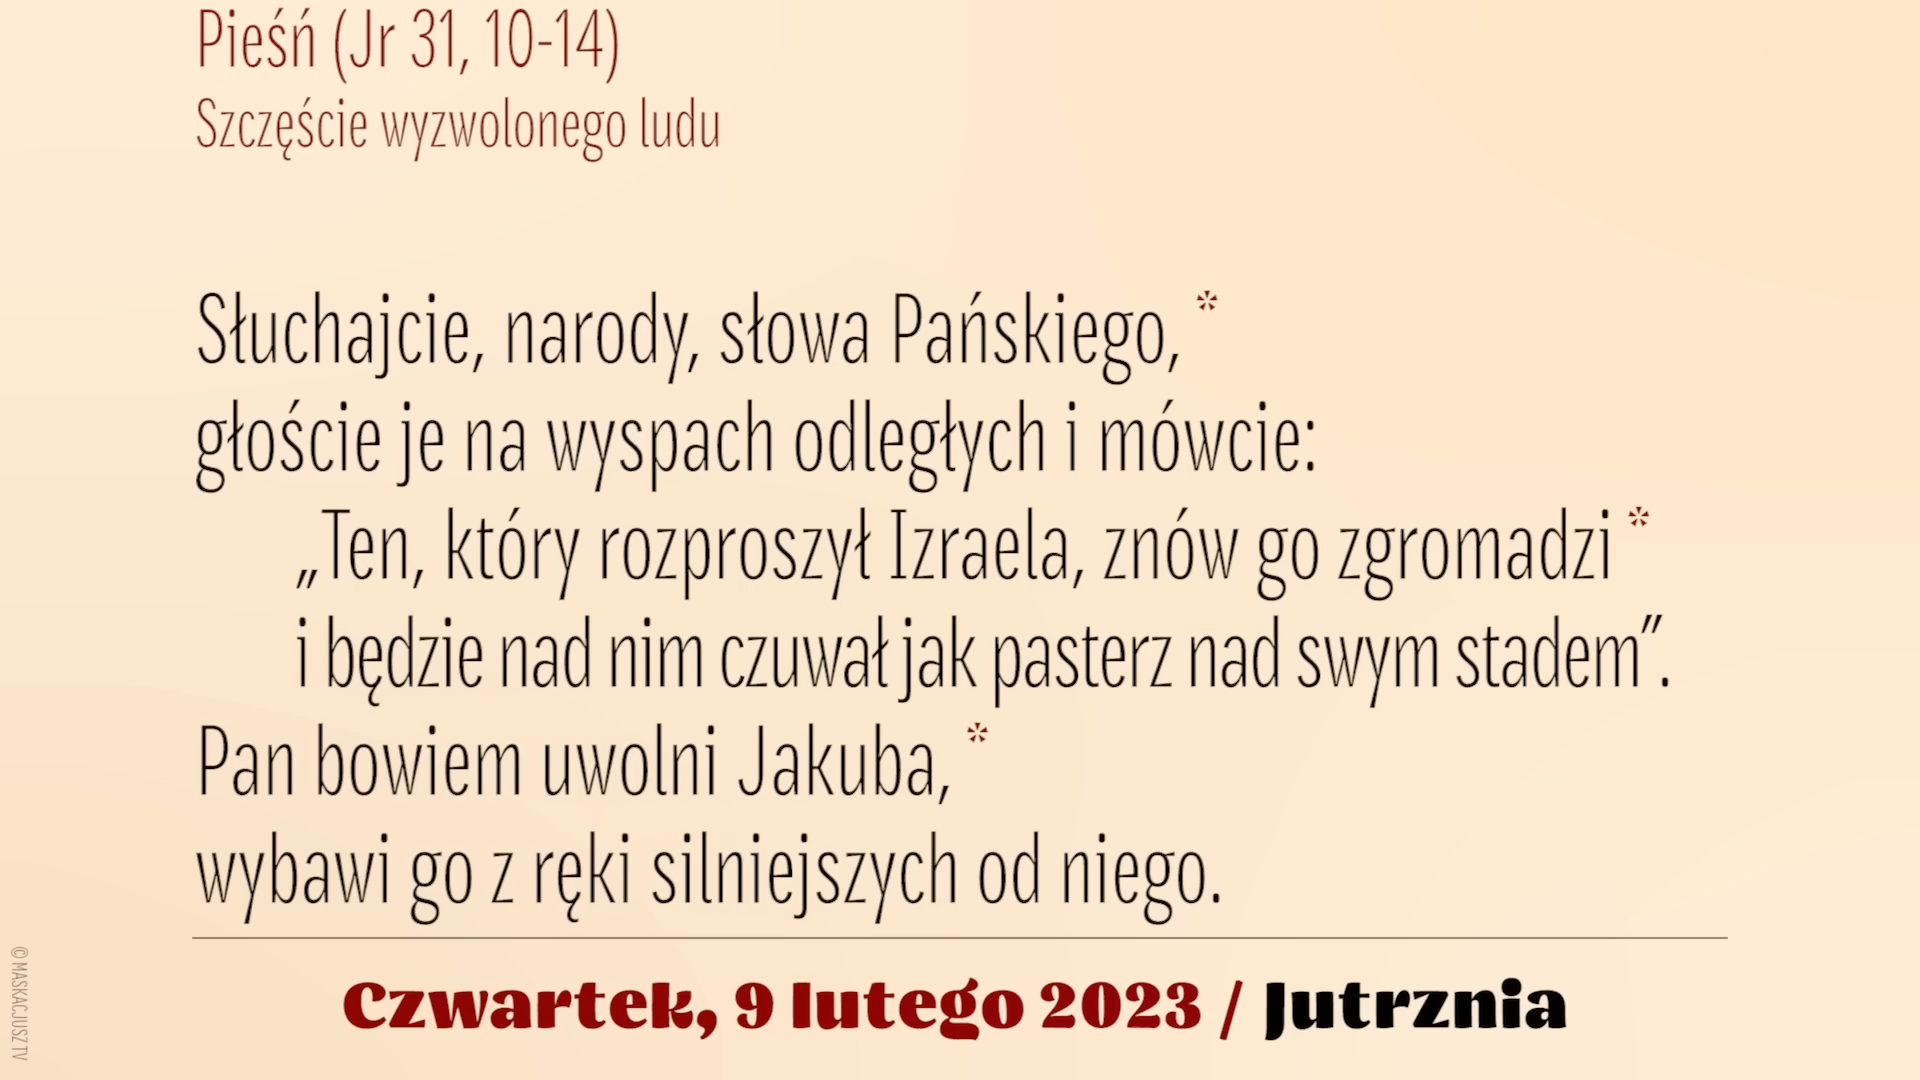 Pieśń (Jr 31, 10-14)
Szczęście wyzwolonego ludu
Słuchajcie, narody, słowa Pańskiego, *
głoście je na wyspach odległych i mówcie:
„Ten, który rozproszył Izraela, znów go zgromadzi *
i będzie nad nim czuwał jak pasterz nad swym stadem”.
Pan bowiem uwolni Jakuba, *
wybawi go z ręki silniejszych od niego.
Czwartek, 9 lutego 2023 / Jutrznia
© MASKACJUSZ TV